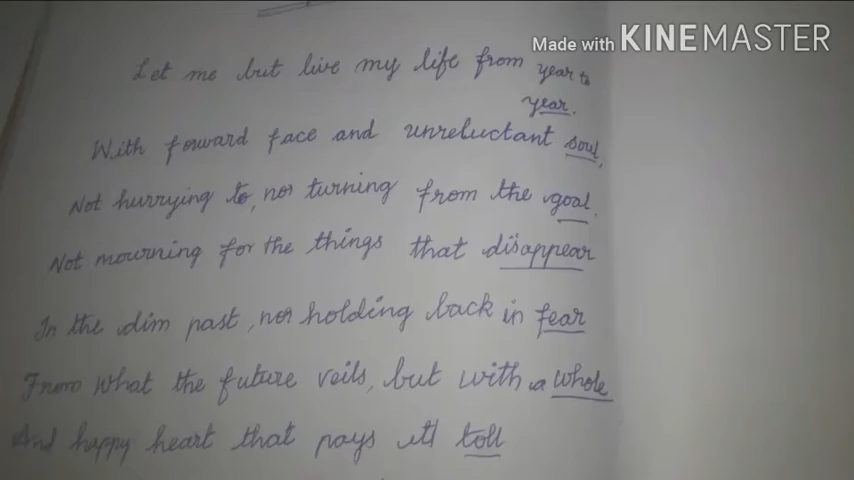 Made with KINEMASTER
Let me but live my life from year to
year.
With forward face and unreluctant soul,
Not hurrying to, nor turning from the goal.
Not mourning for the things that disappear
In the dim past, nor holding back in fear
From what the future veils, but with a whole
And happy heart that pays it's toll